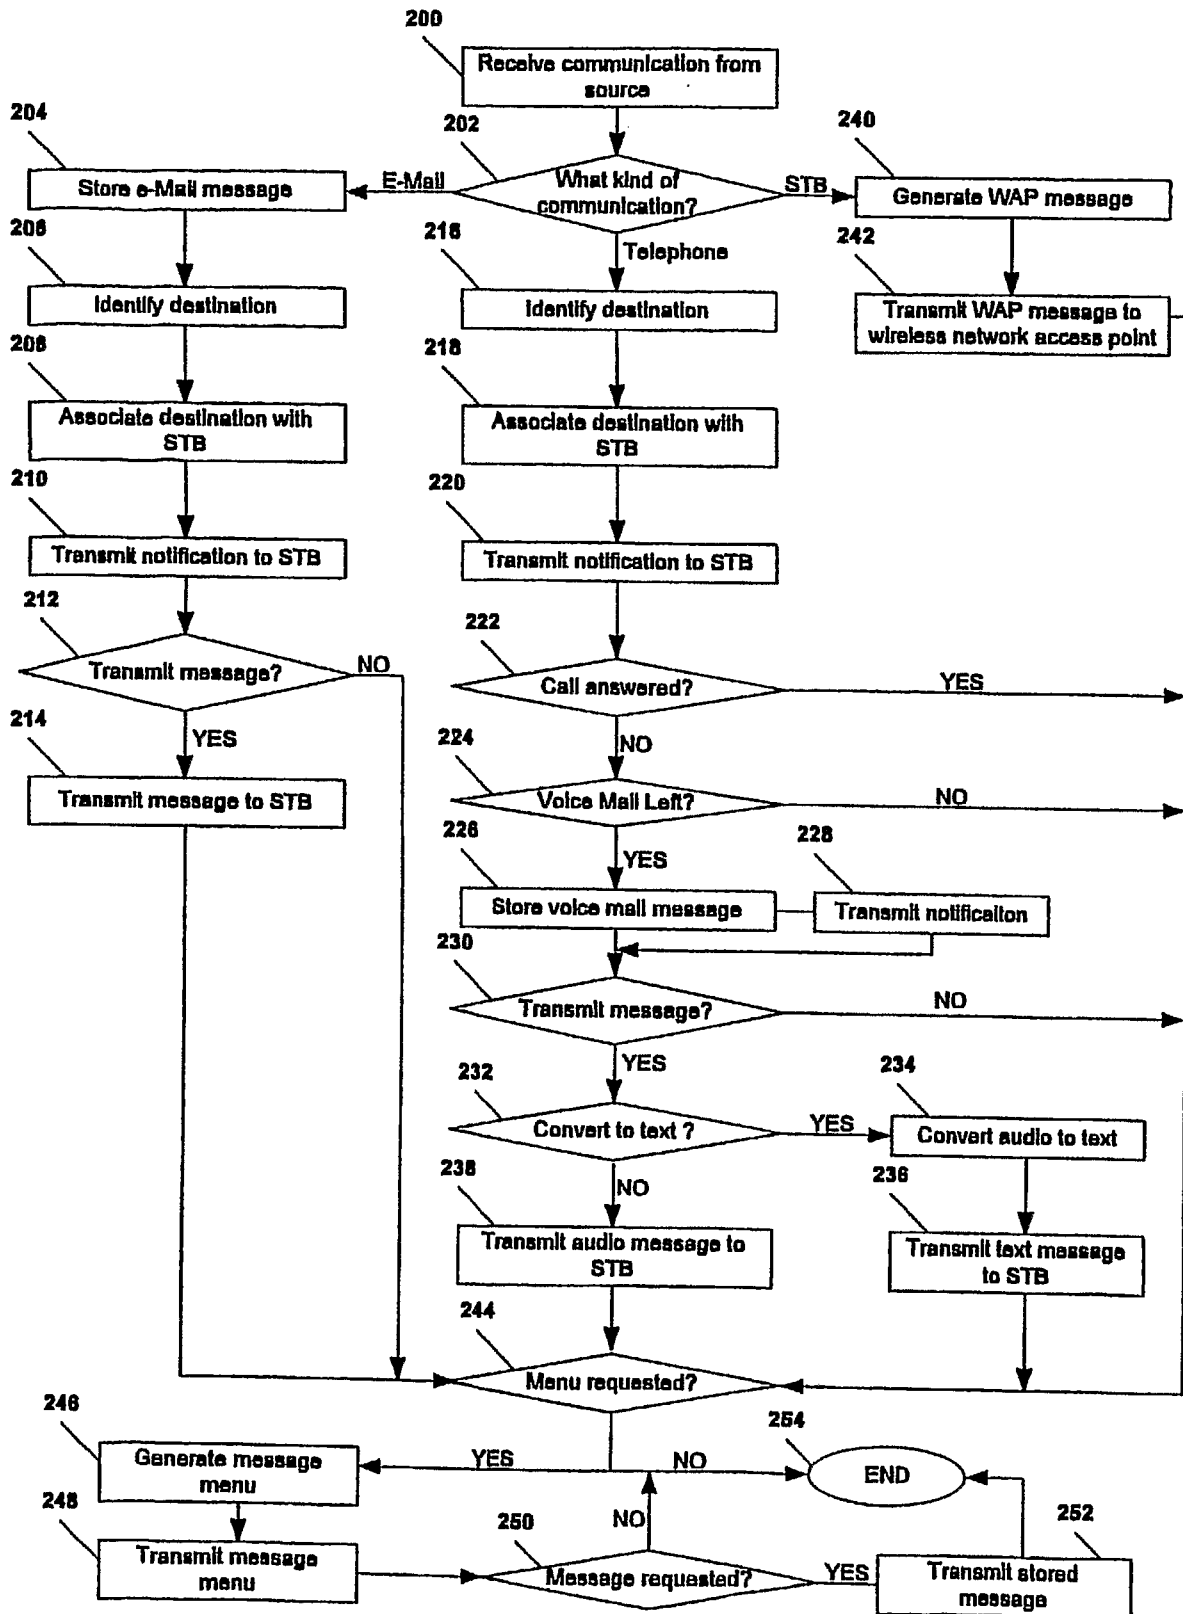 200
Receive communication from
source
204
202
240
Store e-Mail message
E-Mail
What kind of
communication?
STB
Generate WAP message
206
216
Telephone
242
Identify destination
Identify destination
Transmit WAP message to
wireless network access point
208
218
Associate destination with
STB
Associate destination with
STB
210
220
Transmit notification to STB
Transmit notification to STB
212
222
Transmit message?
NO
Call answered?
YES
214
YES
224
NO
Transmit message to STB
Voice Mail Left?
NO
226
YES
228
Store voice mail message
Transmit notificaiton
230
Transmit message?
NO
232
YES
234
Convert to text ?
YES
Convert audio to text
238
NO
236
Transmit audio message to
STB
Transmit text message
to STB
244
Menu requested?
246
254
Generate message
menu
YES
NO
END
248
250
NO
252
Transmit message
menu
Message requested?
YES
Transmit stored
message